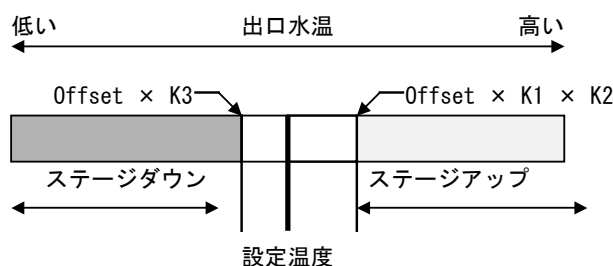 低い 出口水温 高い
Offset × K3 Offset × K1 × K2
ステージダウン ステージアップ
設定温度